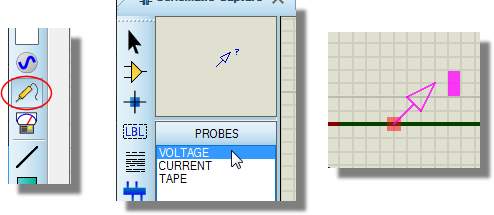 Schematic Capture
?
LBL
PROBES
VOLTAGE
CURRENT
TAPE